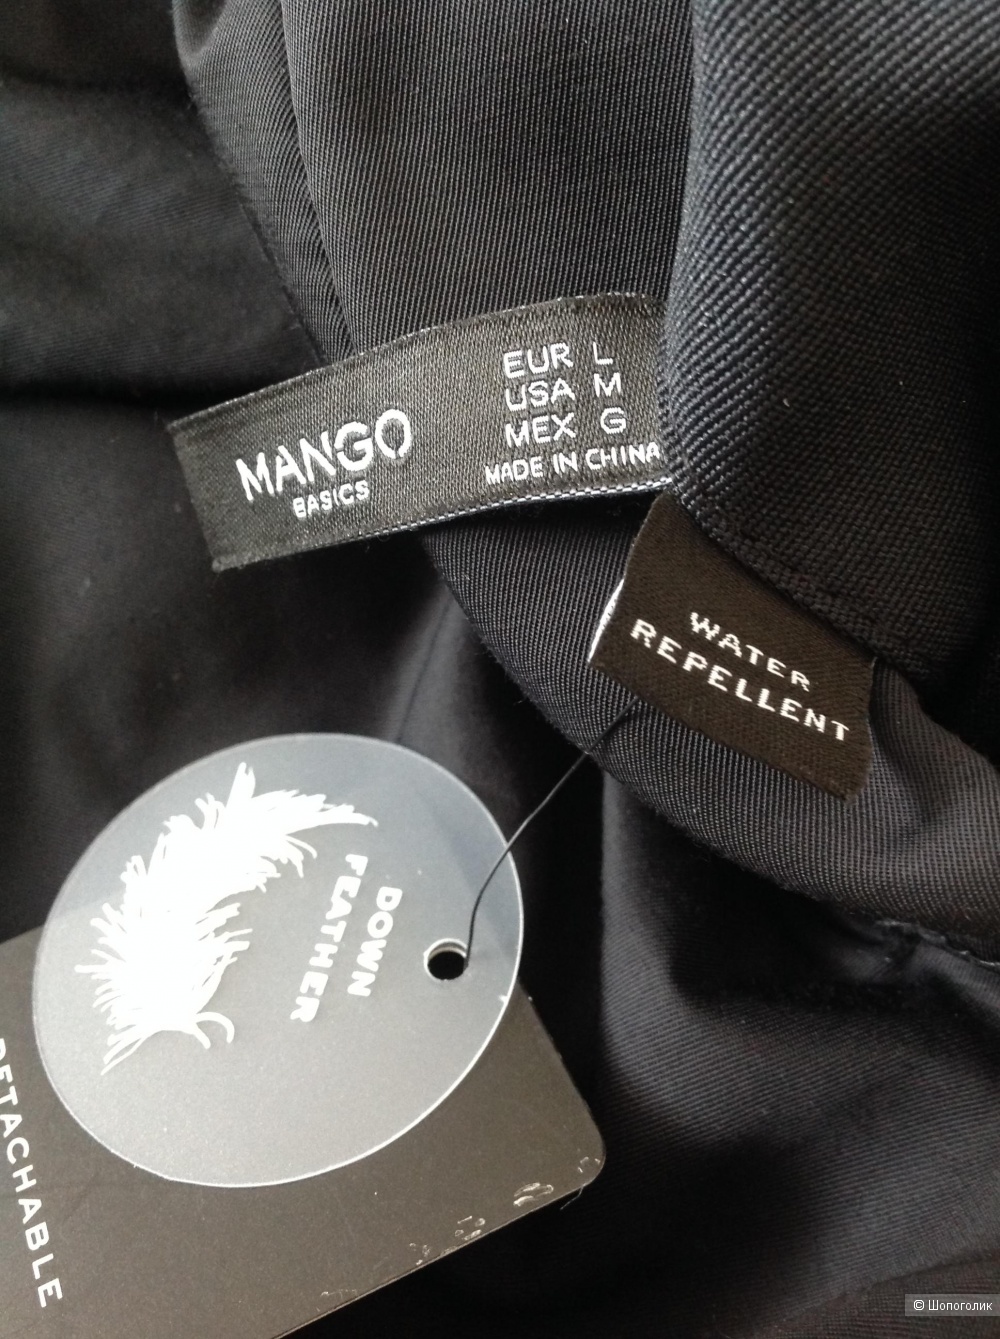 MANGO
BASICS
EUR L
USA M
MEX G
MADE IN CHINA
WATER
REPELLENT
DOWN
FEATHER
DETACHABLE
© Шопоголик